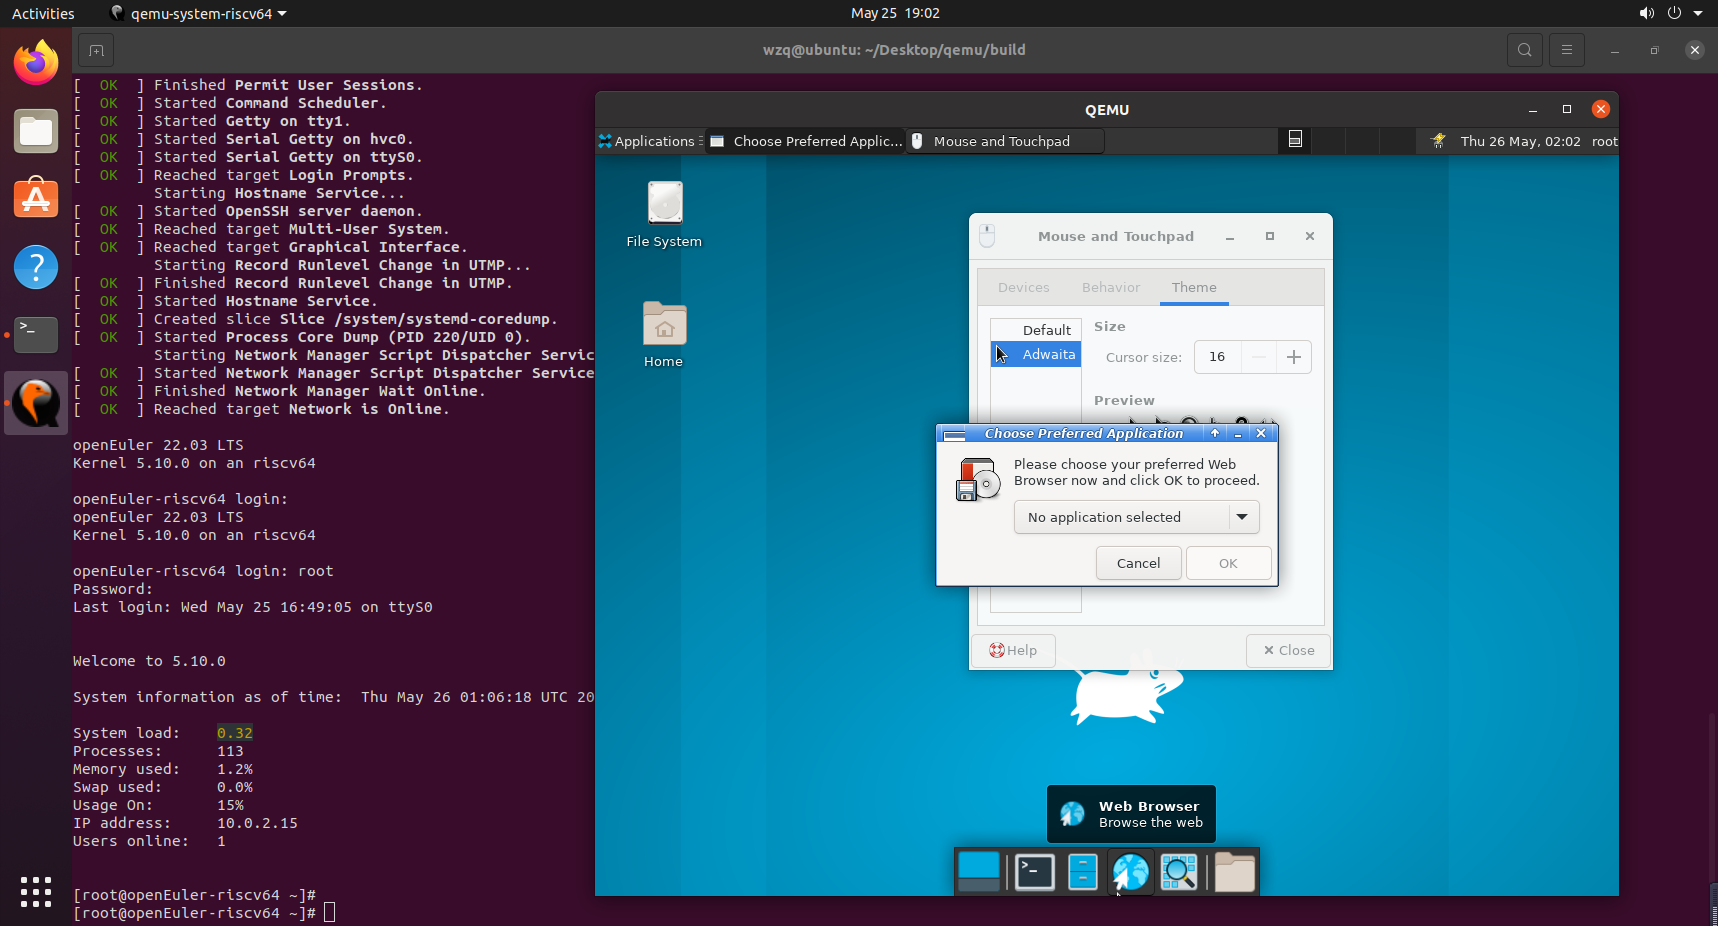 Activities
qemu-system-riscv64
May 25 19:02
wzq@ubuntu: ~/Desktop/qemu/build
[ OK ] Finished Permit User Sessions.
[ OK ] Started Command Scheduler.
[ OK ] Started Getty on tty1.
[ OK ] Started Serial Getty on hvc0.
[ OK ] Started Serial Getty on ttyS0.
[ OK ] Reached target Login Prompts.
Starting Hostname Service...
[ OK ] Started OpenSSH server daemon.
[ OK ] Reached target Multi-User System.
[ OK ] Reached target Graphical Interface.
Starting Record Runlevel Change in UTMP...
[ OK ] Finished Record Runlevel Change in UTMP.
[ OK ] Started Hostname Service.
[ OK ] Created slice Slice /system/systemd-coredump.
[ OK ] Started Process Core Dump (PID 220/UID 0).
Starting Network Manager Script Dispatcher Servic
[ OK ] Started Network Manager Script Dispatcher Service
[ OK ] Finished Network Manager Wait Online.
[ OK ] Reached target Network is Online.
openEuler 22.03 LTS
Kernel 5.10.0 on an riscv64
openEuler-riscv64 login:
openEuler 22.03 LTS
Kernel 5.10.0 on an riscv64
openEuler-riscv64 login: root
Password:
Last login: Wed May 25 16:49:05 on ttyS0
Welcome to 5.10.0
System information as of time:  Thu May 26 01:06:18 UTC 20
System load:    0.32
Processes:      113
Memory used:    1.2%
Swap used:      0.0%
Usage On:       15%
IP address:     10.0.2.15
Users online:   1
[root@openEuler-riscv64 ~]#
[root@openEuler-riscv64 ~]#
QEMU
Applications
Choose Preferred Applic...
Mouse and Touchpad
Thu 26 May, 02:02
root
File System
Home
Mouse and Touchpad
Devices
Behavior
Theme
Default
Adwaita
Size
Cursor size:
16
Preview
Choose Preferred Application
Please choose your preferred Web
Browser now and click OK to proceed.
No application selected
Cancel
OK
Help
Close
Web Browser
Browse the web